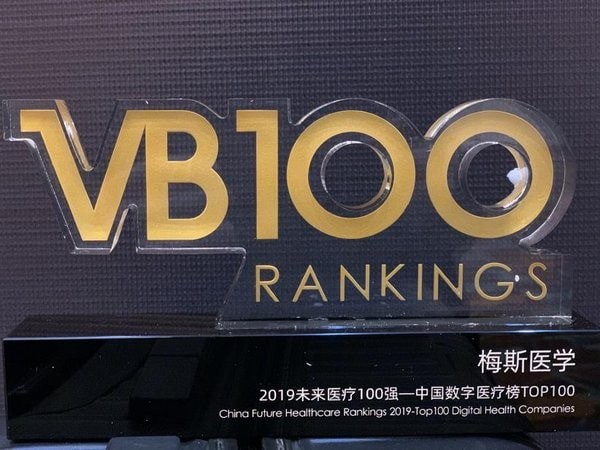 VB100
RANKINGS
梅斯医学
2019未来医疗100强—中国数字医疗榜TOP100
China Future Healthcare Rankings 2019-Top100 Digital Health Companies